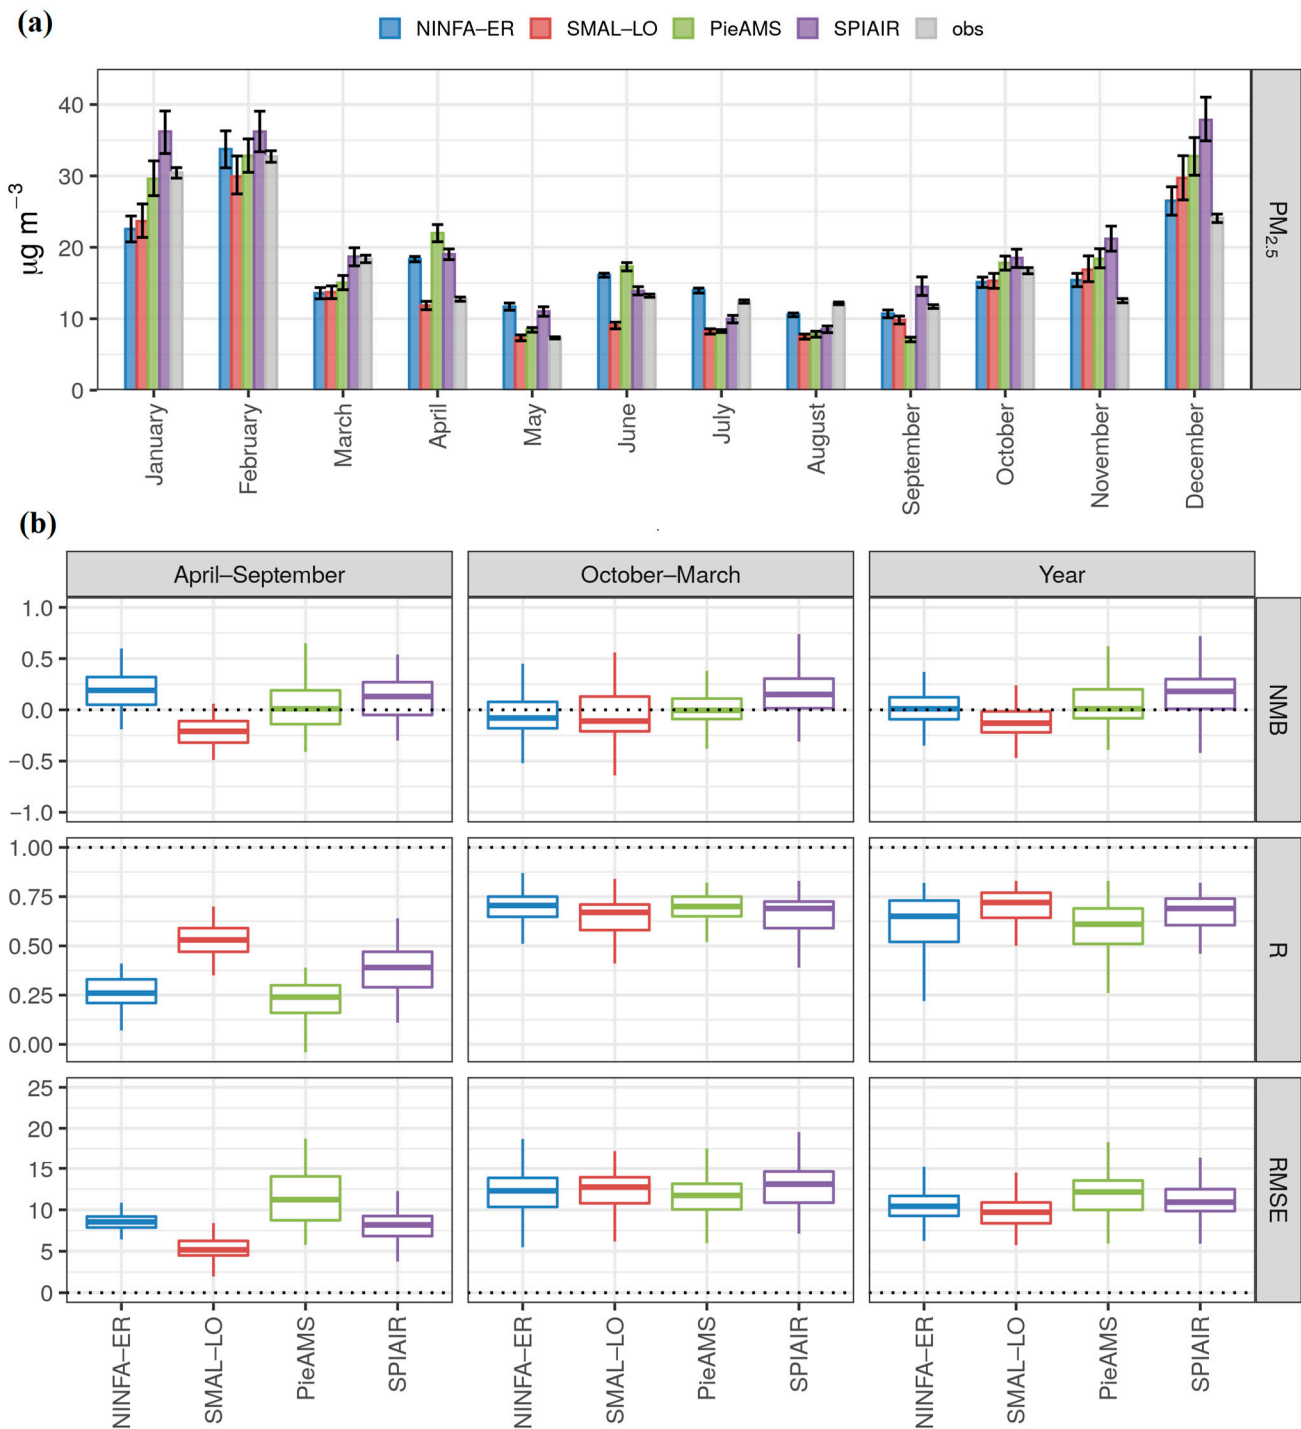 (a)
NINFA–ER SMAL–LO PieAMS SPIAIR obs
µg m⁻³
40
30
20
10
0
PM₂.₅
January February March April May June July August September October November December
(b)
April–September October–March Year
1.0
0.5
0.0
−0.5
−1.0
NMB
1.00
0.75
0.50
0.25
0.00
R
25
20
15
10
5
0
RMSE
NINFA–ER SMAL–LO PieAMS SPIAIR NINFA–ER SMAL–LO PieAMS SPIAIR NINFA–ER SMAL–LO PieAMS SPIAIR